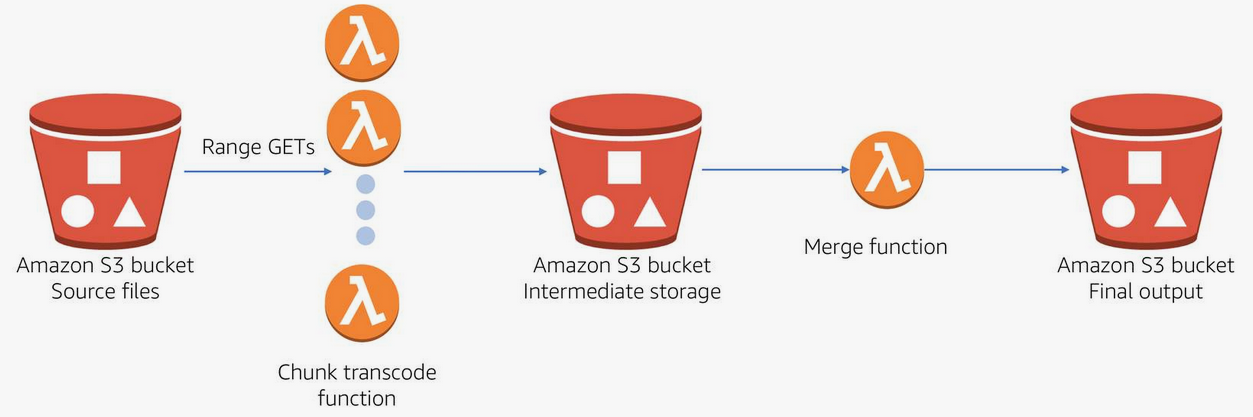 Range GETs
Amazon S3 bucket
Source files
Chunk transcode
function
Amazon S3 bucket
Intermediate storage
Merge function
Amazon S3 bucket
Final output